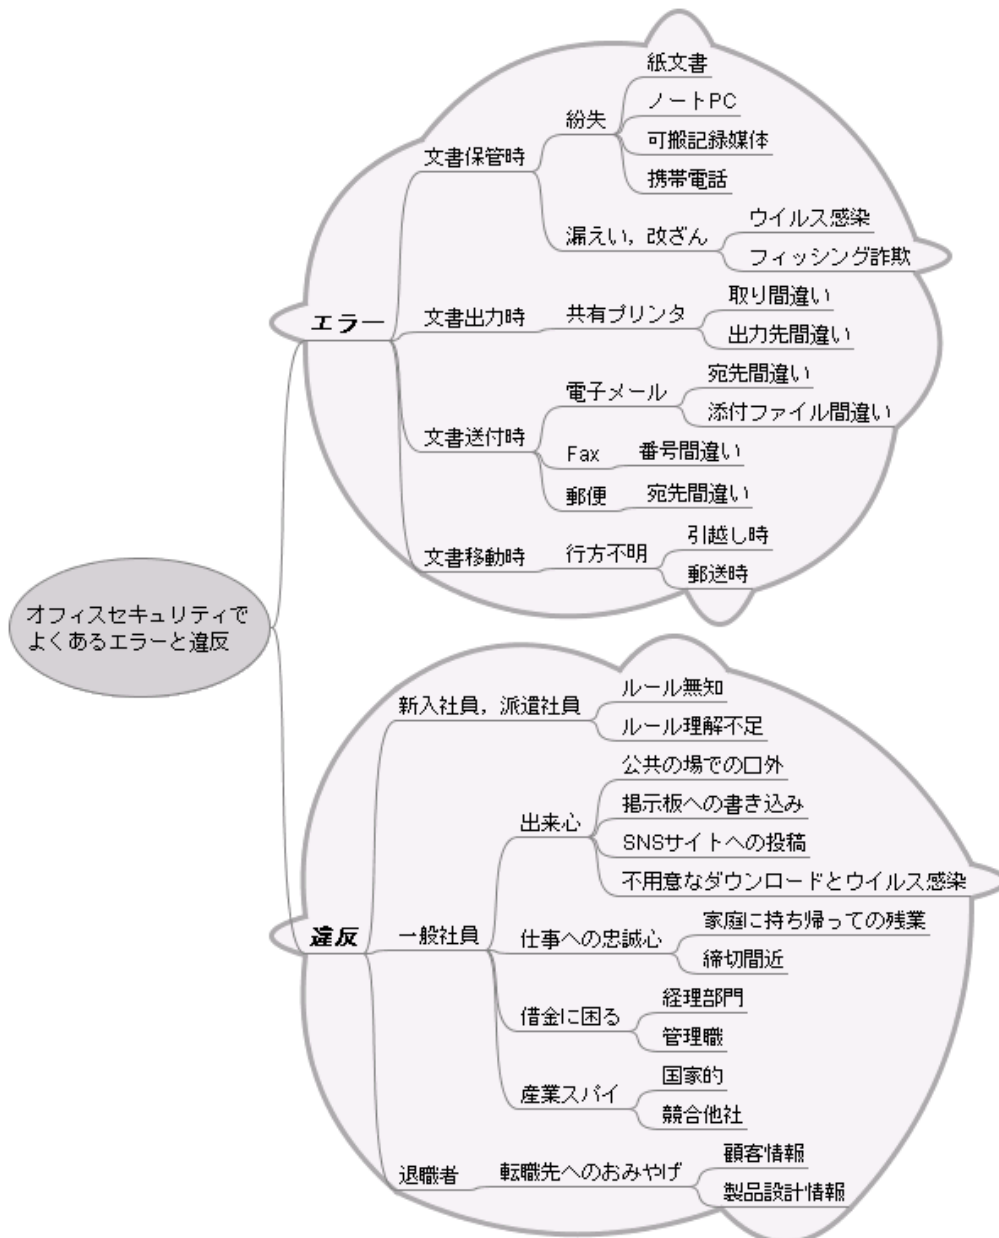 紙文書
ノートPC
紛失
可搬記録媒体
文書保管時
携帯電話
ウイルス感染
漏えい，改ざん
フィッシング詐欺
取り間違い
エラー
文書出力時
共有プリンタ
出力先間違い
宛先間違い
電子メール
添付ファイル間違い
文書送付時
Fax
番号間違い
郵便
宛先間違い
引越し時
文書移動時
行方不明
郵送時
オフィスセキュリティで
よくあるエラーと違反
ルール無知
新入社員，派遣社員
ルール理解不足
公共の場での口外
掲示板への書き込み
出来心
SNSサイトへの投稿
不用意なダウンロードとウイルス感染
違反
一般社員
家庭に持ち帰っての残業
仕事への忠誠心
締切間近
経理部門
借金に困る
管理職
国家的
産業スパイ
競合他社
顧客情報
退職者
転職先へのおみやげ
製品設計情報